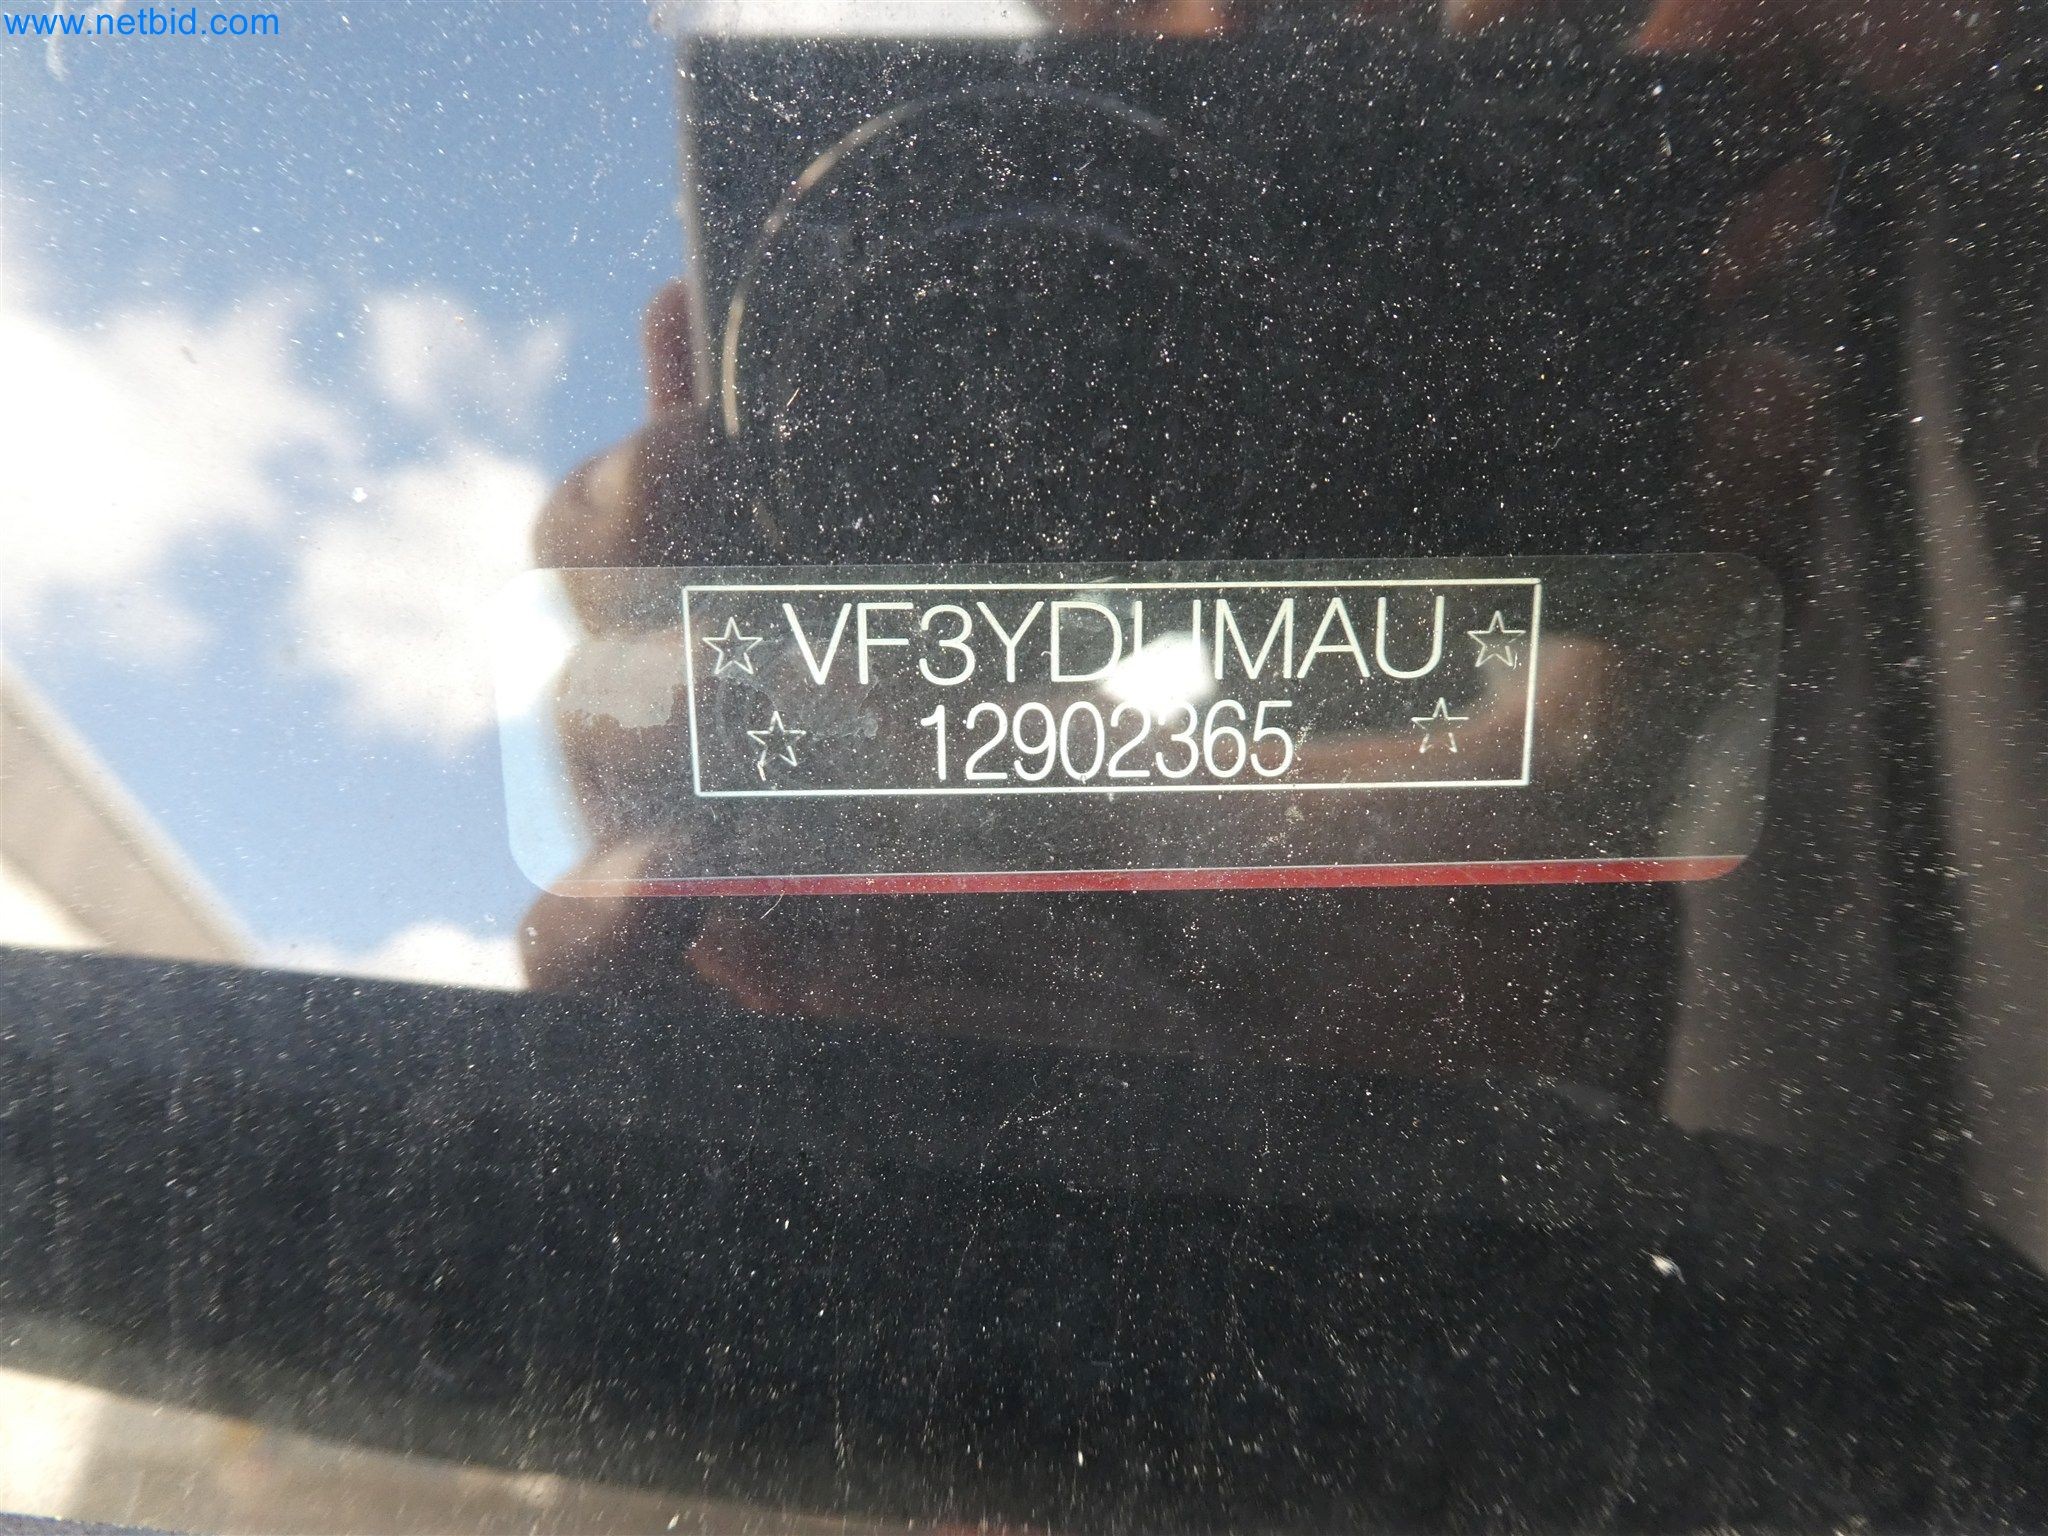 www.netbid.com
☆ VF3YDUMAU ☆
☆ 12902365 ☆